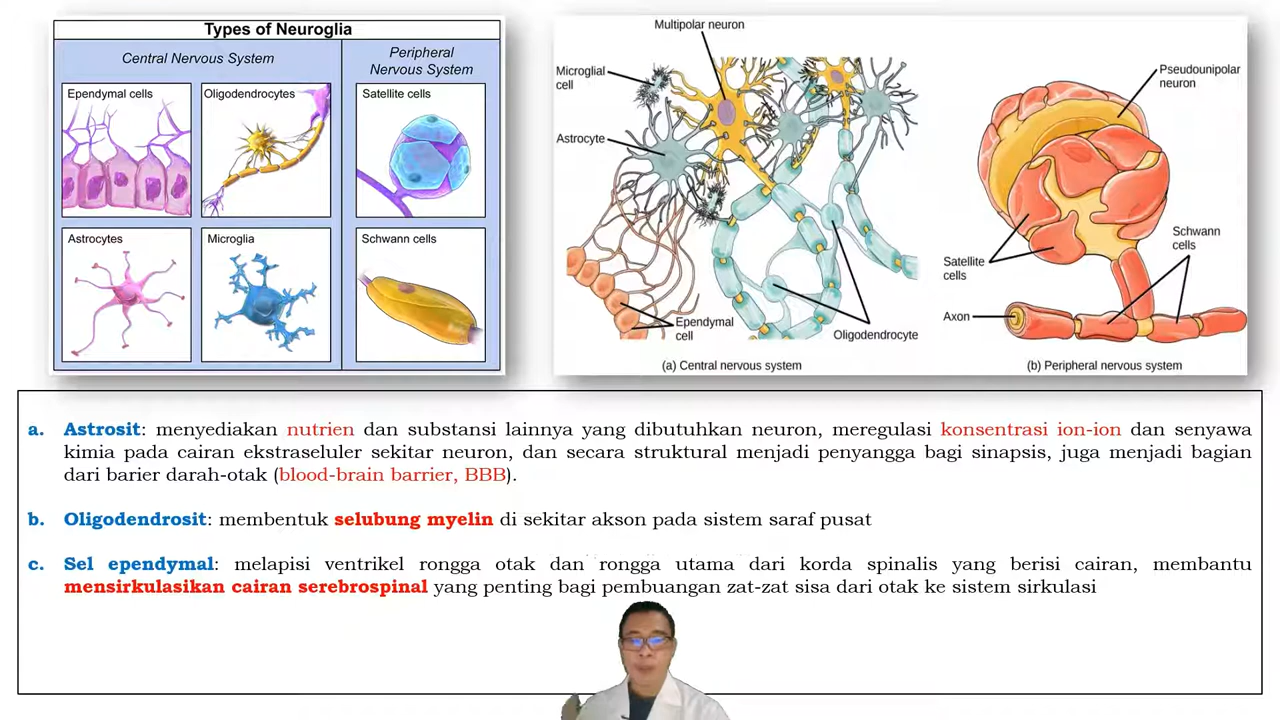 Types of Neuroglia
Central Nervous System
Peripheral
Nervous System
Ependymal cells
Oligodendrocytes
Satellite cells
Astrocytes
Microglia
Schwann cells
Multipolar neuron
Microglial
cell
Astrocyte
Ependymal
cell
Oligodendrocyte
(a) Central nervous system
Pseudounipolar
neuron
Satellite
cells
Schwann
cells
Axon
(b) Peripheral nervous system
a. Astrosit: menyediakan nutrien dan substansi lainnya yang dibutuhkan neuron, meregulasi konsentrasi ion-ion dan senyawa
kimia pada cairan ekstraseluler sekitar neuron, dan secara struktural menjadi penyangga bagi sinapsis, juga menjadi bagian
dari barier darah-otak (blood-brain barrier, BBB).
b. Oligodendrosit: membentuk selubung myelin di sekitar akson pada sistem saraf pusat
c. Sel ependymal: melapisi ventrikel rongga otak dan rongga utama dari korda spinalis yang berisi cairan, membantu
mensirkulasikan cairan serebrospinal yang penting bagi pembuangan zat-zat sisa dari otak ke sistem sirkulasi